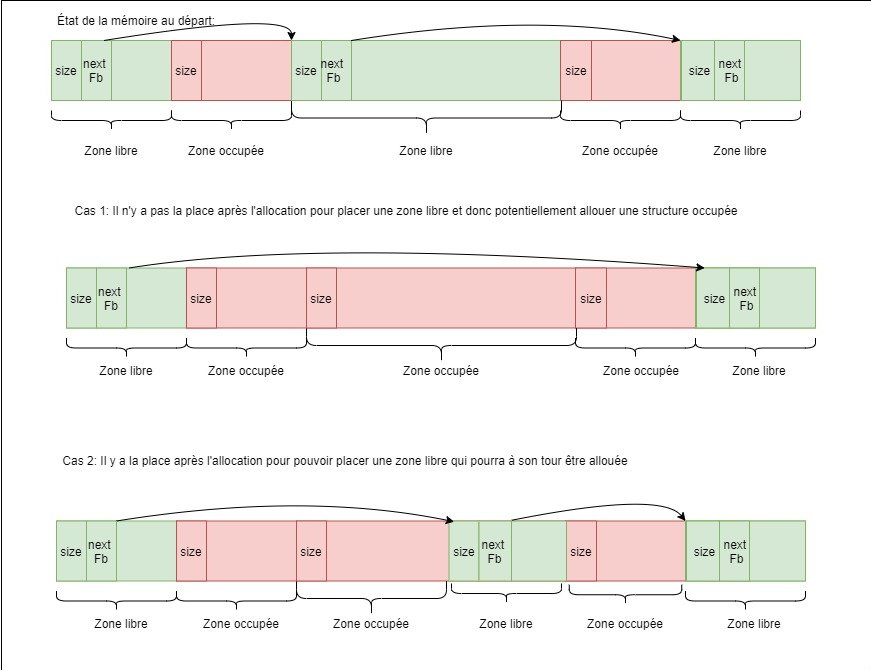 État de la mémoire au départ:
size
next
Fb
size
size
next
Fb
size
size
next
Fb
Zone libre
Zone occupée
Zone libre
Zone occupée
Zone libre
Cas 1: Il n'y a pas la place après l'allocation pour placer une zone libre et donc potentiellement allouer une structure occupée
size
next
Fb
size
size
size
size
next
Fb
Zone libre
Zone occupée
Zone occupée
Zone occupée
Zone libre
Cas 2: Il y a la place après l'allocation pour pouvoir placer une zone libre qui pourra à son tour être allouée
size
next
Fb
size
size
size
next
Fb
size
size
next
Fb
Zone libre
Zone occupée
Zone occupée
Zone libre
Zone occupée
Zone libre